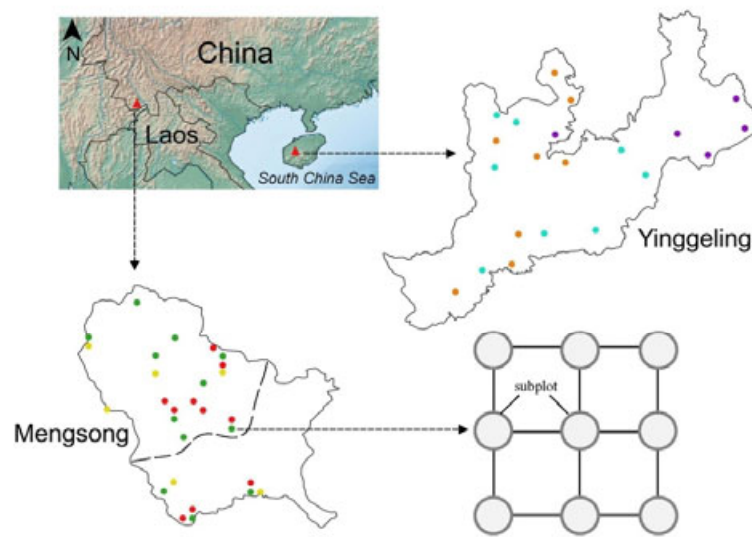 N
China
Laos
South China Sea
Yinggeling
Mengsong
subplot